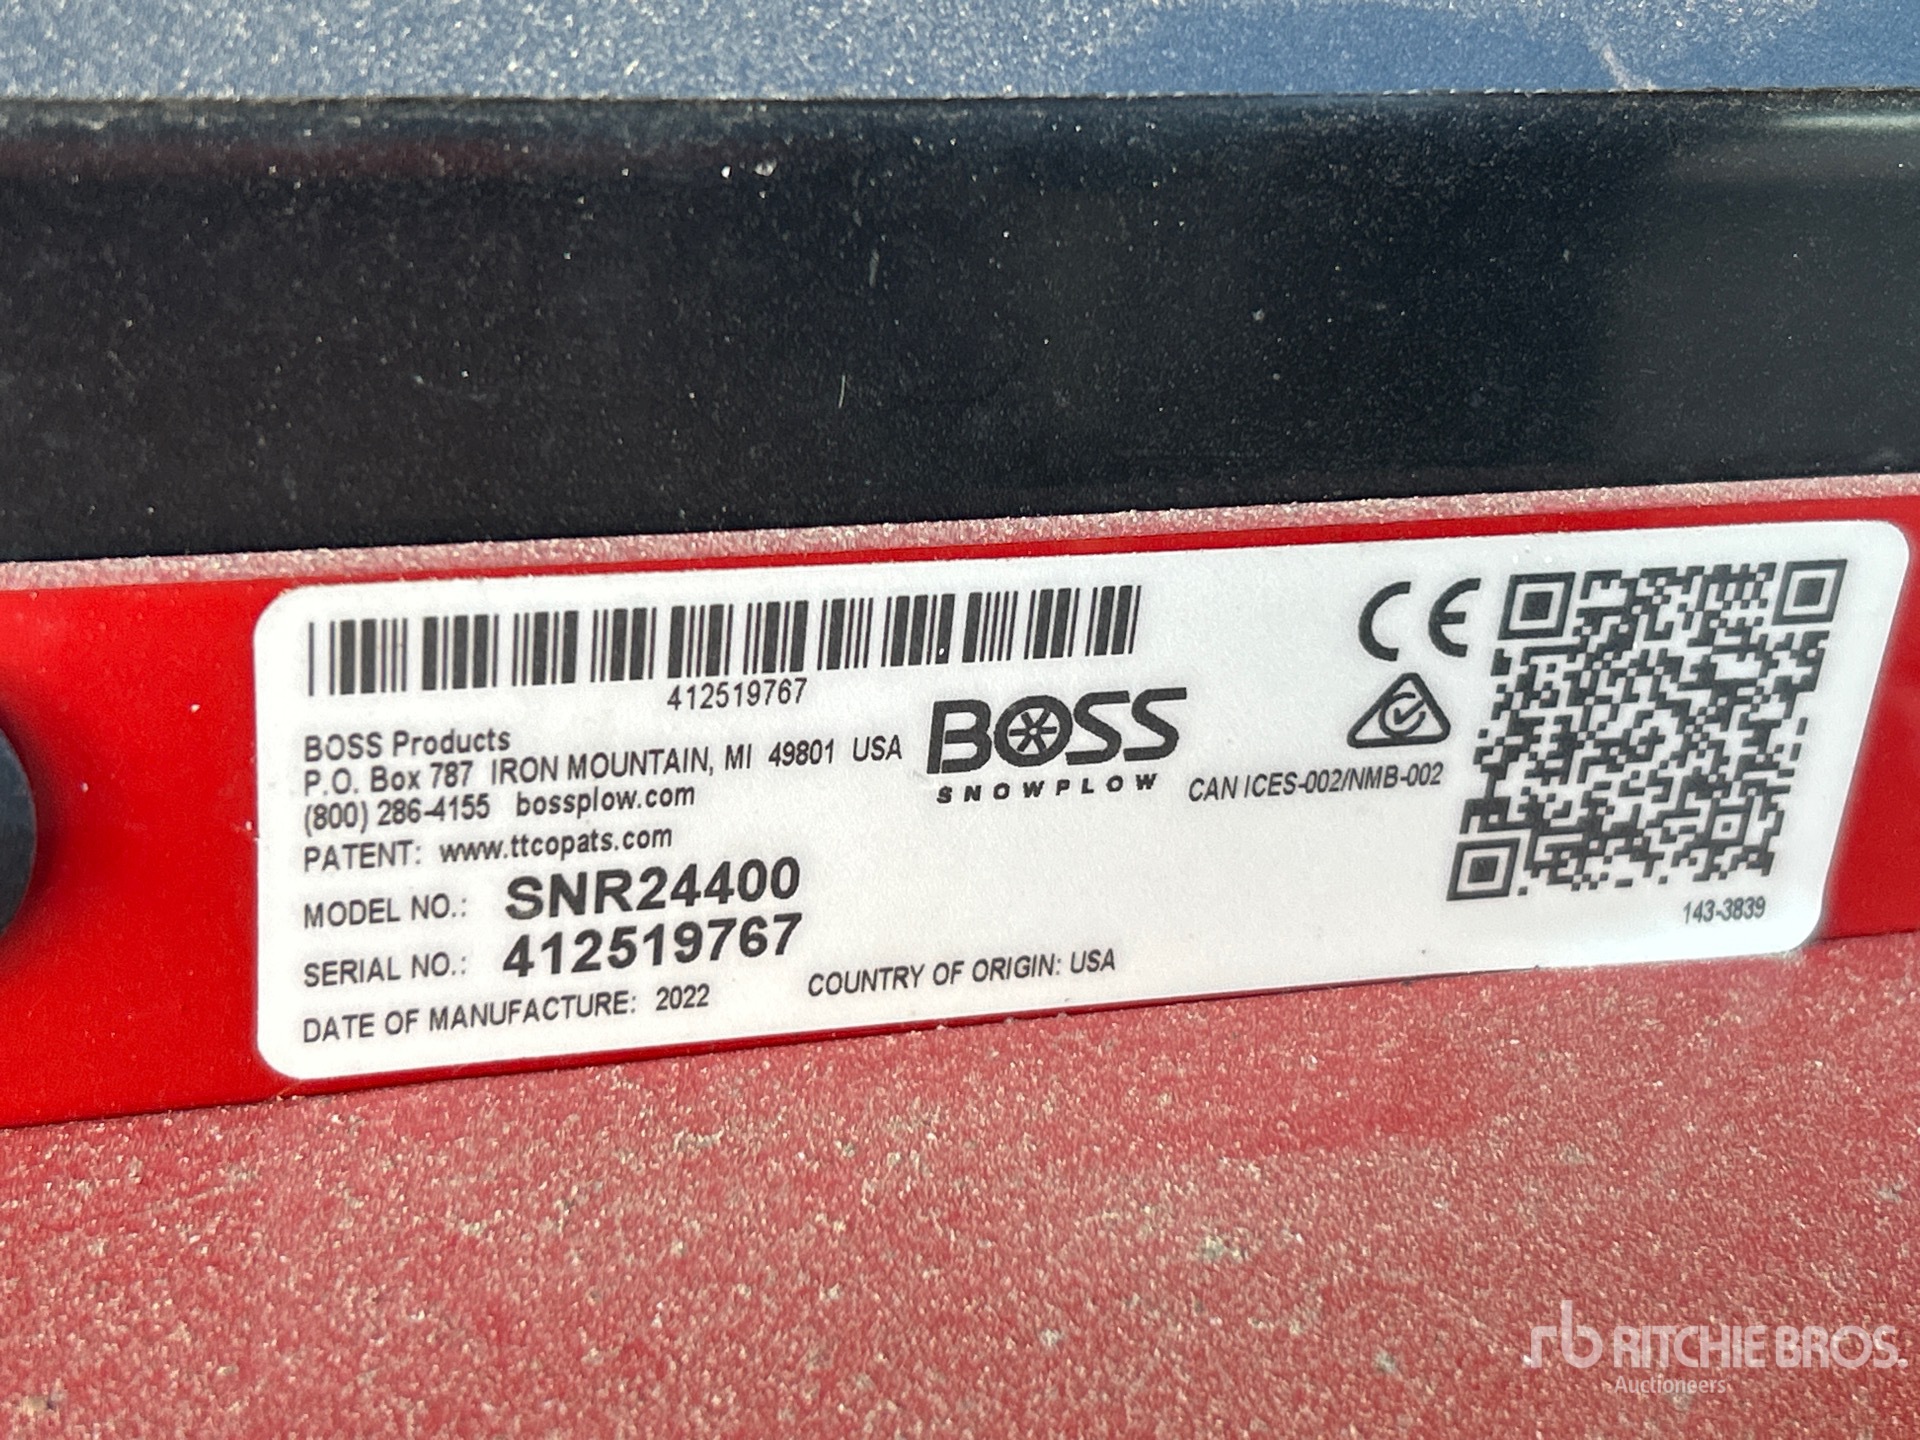 412519767
BOSS Products
P.O. Box 787 IRON MOUNTAIN, MI 49801 USA
(800) 286-4155 bossplow.com
BOSS
SNOWPLOW
CE
CAN ICES-002/NMB-002
PATENT: www.ttcopats.com
MODEL NO.: SNR24400
SERIAL NO.: 412519767
DATE OF MANUFACTURE: 2022
COUNTRY OF ORIGIN: USA
143-3839
rb RITCHIE BROS.
Auctioneers